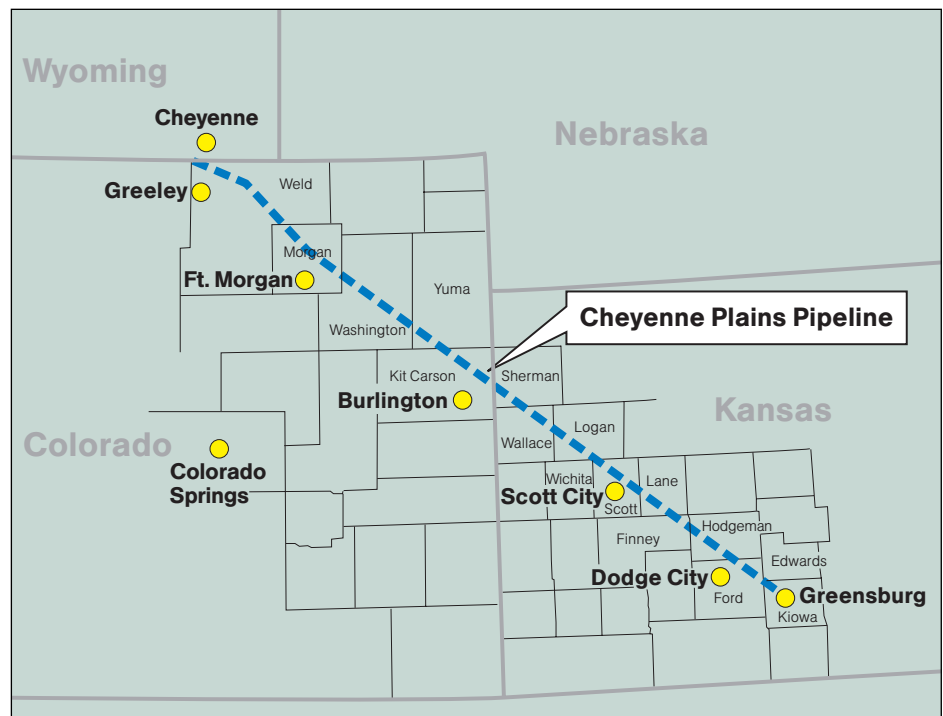 Wyoming
Cheyenne
Nebraska
Greeley
Weld
Morgan
Ft. Morgan
Yuma
Cheyenne Plains Pipeline
Washington
Kit Carson
Sherman
Burlington
Kansas
Colorado
Logan
Wallace
Colorado
Springs
Wichita
Lane
Scott City
Scott
Hodgeman
Finney
Edwards
Dodge City
Ford
Greensburg
Kiowa